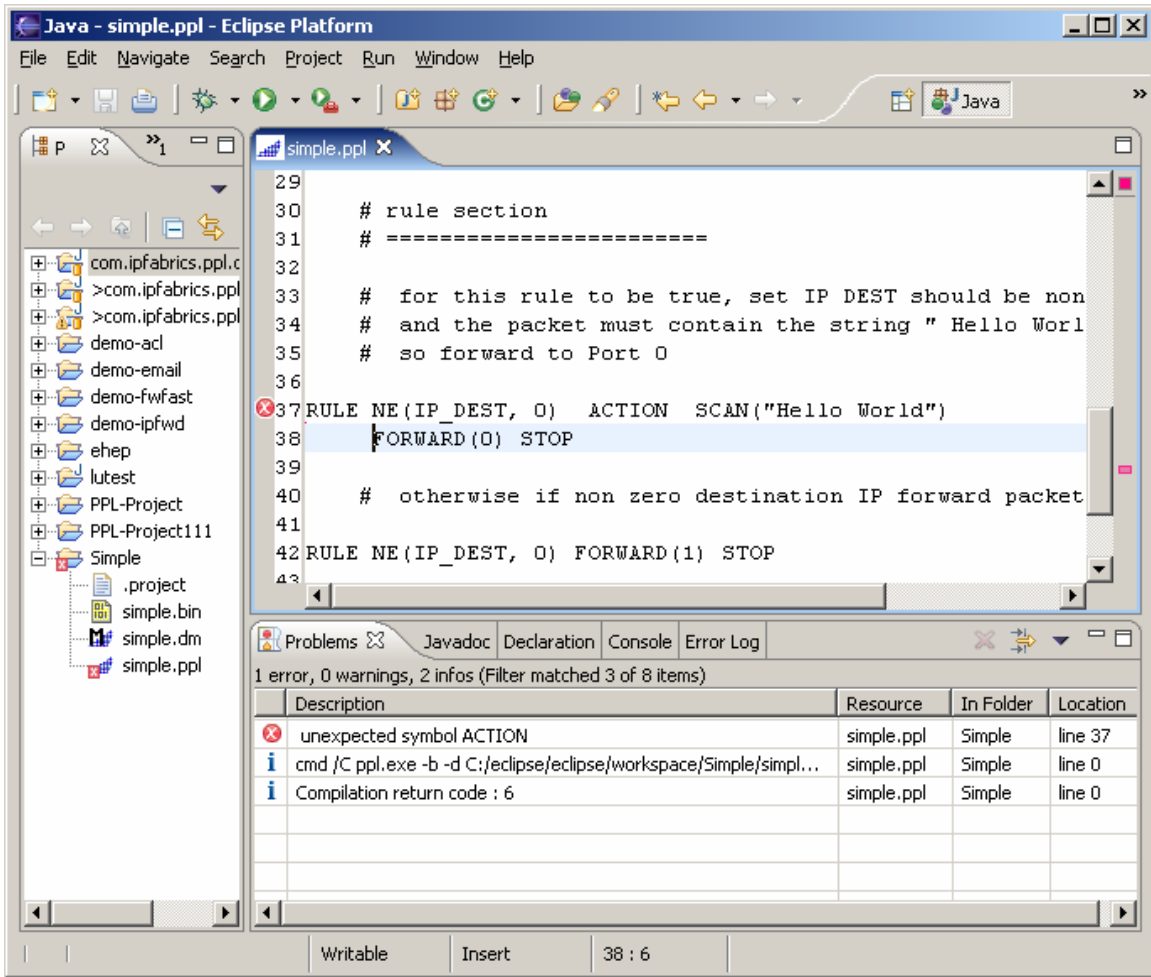 Java - simple.ppl - Eclipse Platform
File Edit Navigate Search Project Run Window Help
Java »
P »1
simple.ppl
com.ipfabrics.ppl.c
>com.ipfabrics.ppl
>com.ipfabrics.ppl
demo-acl
demo-email
demo-fwfast
demo-ipfwd
ehep
lutest
PPL-Project
PPL-Project111
Simple
.project
simple.bin
simple.dm
simple.ppl
29
30 # rule section
31 # ========================
32
33 # for this rule to be true, set IP DEST should be non
34 # and the packet must contain the string " Hello Worl
35 # so forward to Port 0
36
37 RULE NE(IP_DEST, 0) ACTION SCAN("Hello World")
38 FORWARD(0) STOP
39
40 # otherwise if non zero destination IP forward packet
41
42 RULE NE(IP_DEST, 0) FORWARD(1) STOP
43
Problems Javadoc Declaration Console Error Log
1 error, 0 warnings, 2 infos (Filter matched 3 of 8 items)
Description Resource In Folder Location
unexpected symbol ACTION simple.ppl Simple line 37
cmd /C ppl.exe -b -d C:/eclipse/eclipse/workspace/Simple/simpl... simple.ppl Simple line 0
Compilation return code : 6 simple.ppl Simple line 0
Writable Insert 38 : 6